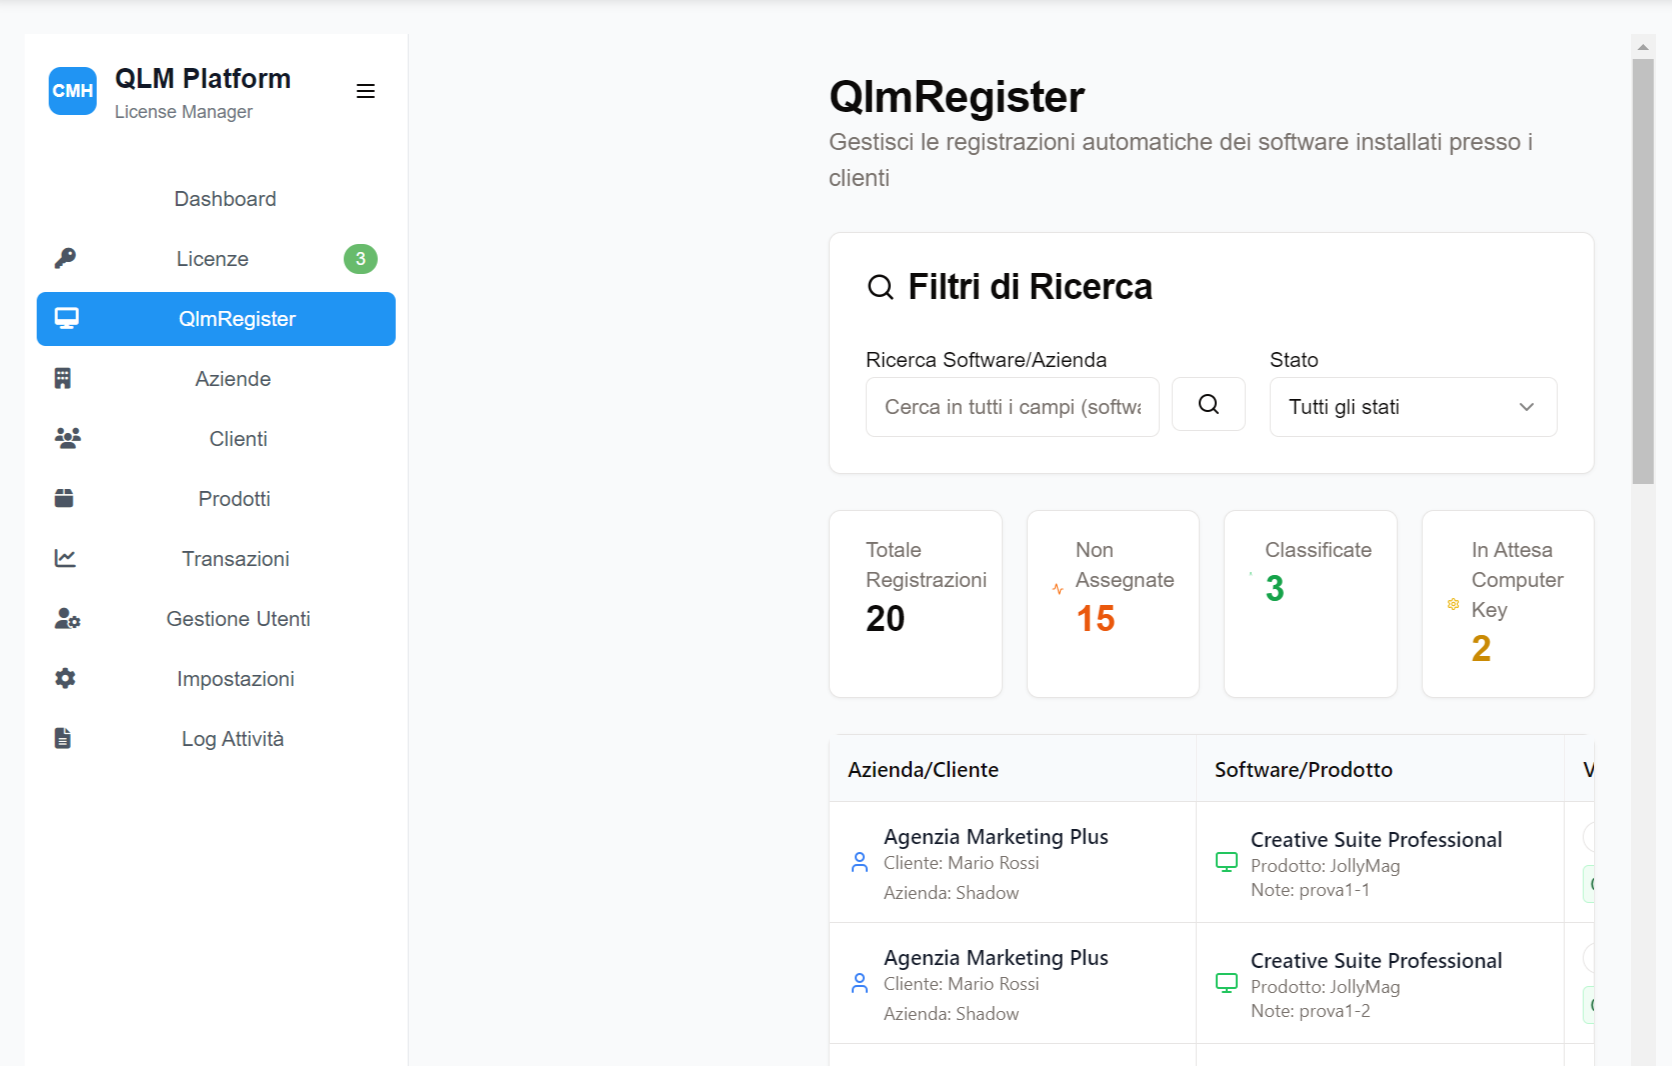 CMH
QLM Platform
License Manager
Dashboard
Licenze
3
QlmRegister
Aziende
Clienti
Prodotti
Transazioni
Gestione Utenti
Impostazioni
Log Attività
QlmRegister
Gestisci le registrazioni automatiche dei software installati presso i
clienti
Filtri di Ricerca
Ricerca Software/Azienda
Cerca in tutti i campi (softwa
Stato
Tutti gli stati
Totale
Registrazioni
20
Non
Assegnate
15
Classificate
3
In Attesa
Computer
Key
2
Azienda/Cliente
Software/Prodotto
Agenzia Marketing Plus
Cliente: Mario Rossi
Azienda: Shadow
Creative Suite Professional
Prodotto: JollyMag
Note: prova1-1
Agenzia Marketing Plus
Cliente: Mario Rossi
Azienda: Shadow
Creative Suite Professional
Prodotto: JollyMag
Note: prova1-2